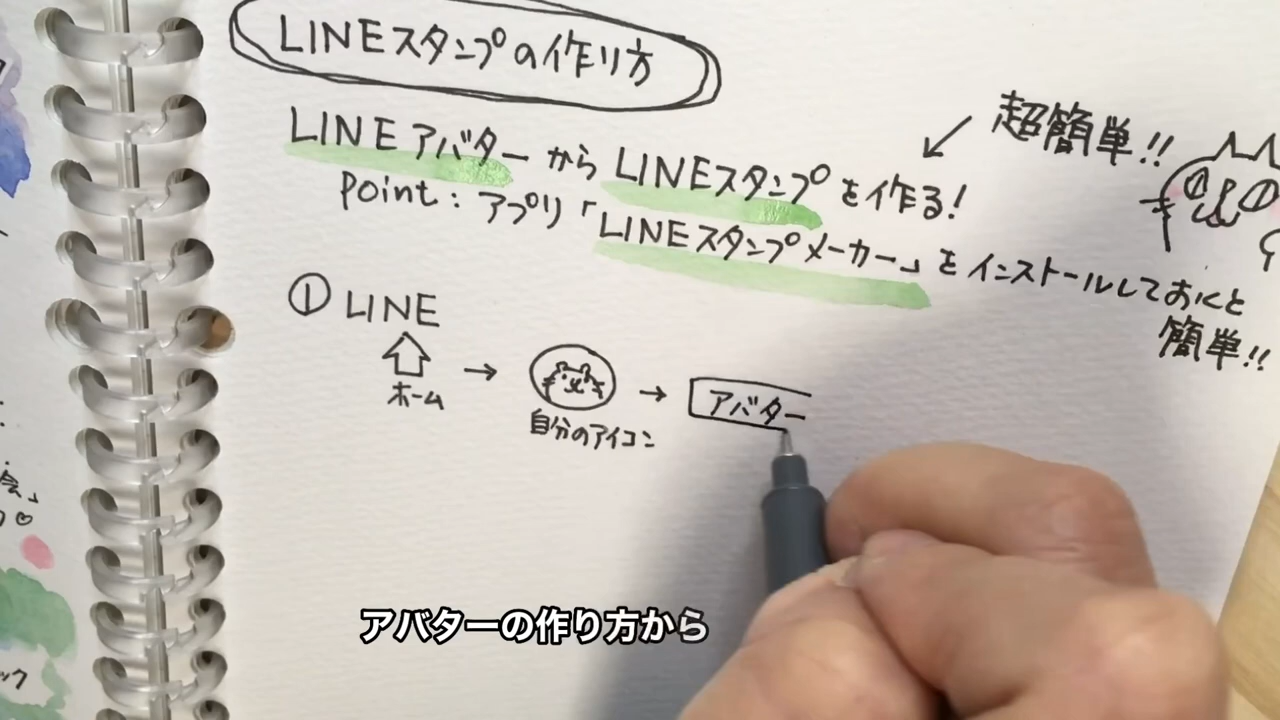 LINEスタンプの作り方
超簡単!!
LINEアバターからLINEスタンプを作る!
Point:アプリ「LINEスタンプメーカー」をインストールしておくと
簡単!!
① LINE
ホーム
→
自分のアイコン
→
アバター
アバターの作り方から